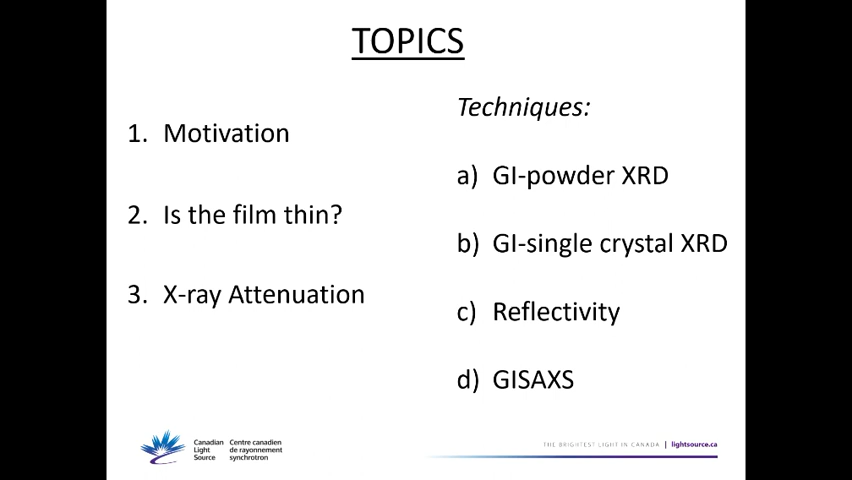 TOPICS
1. Motivation
2. Is the film thin?
3. X-ray Attenuation
Techniques:
a) GI-powder XRD
b) GI-single crystal XRD
c) Reflectivity
d) GISAXS
Canadian Light Source
Centre canadien de rayonnement synchrotron
THE BRIGHTEST LIGHT IN CANADA | lightsource.ca